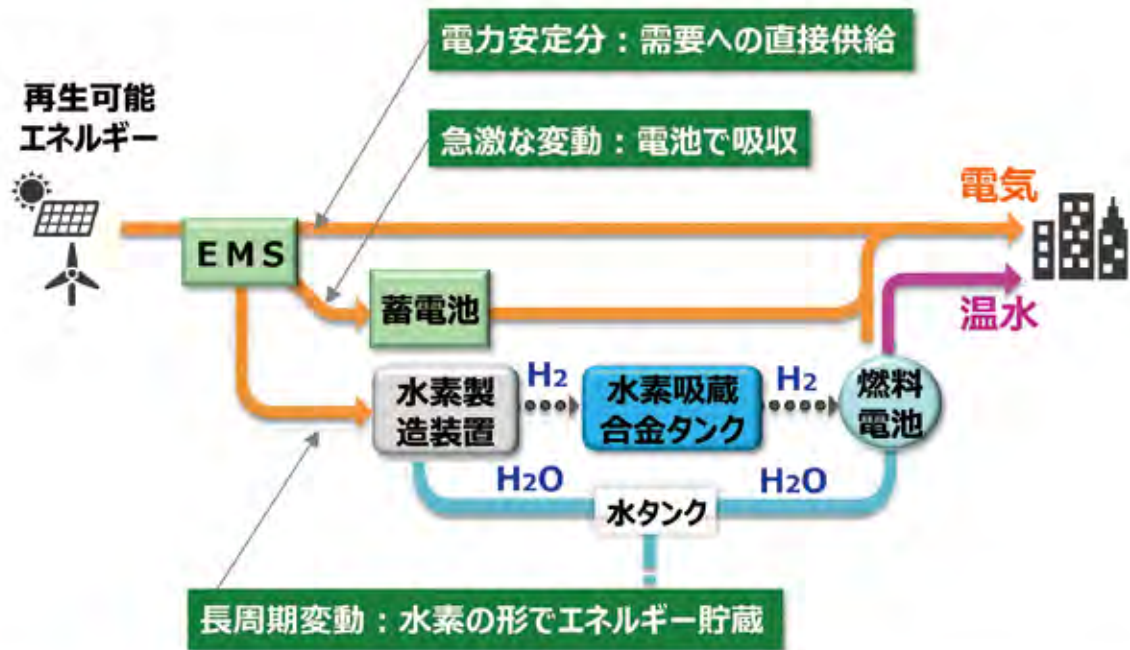 電力安定分：需要への直接供給
再生可能
エネルギー
急激な変動：電池で吸収
電気
EMS
蓄電池
温水
水素製
造装置
H2
水素吸蔵
合金タンク
H2
燃料
電池
H2O
水タンク
H2O
長周期変動：水素の形でエネルギー貯蔵